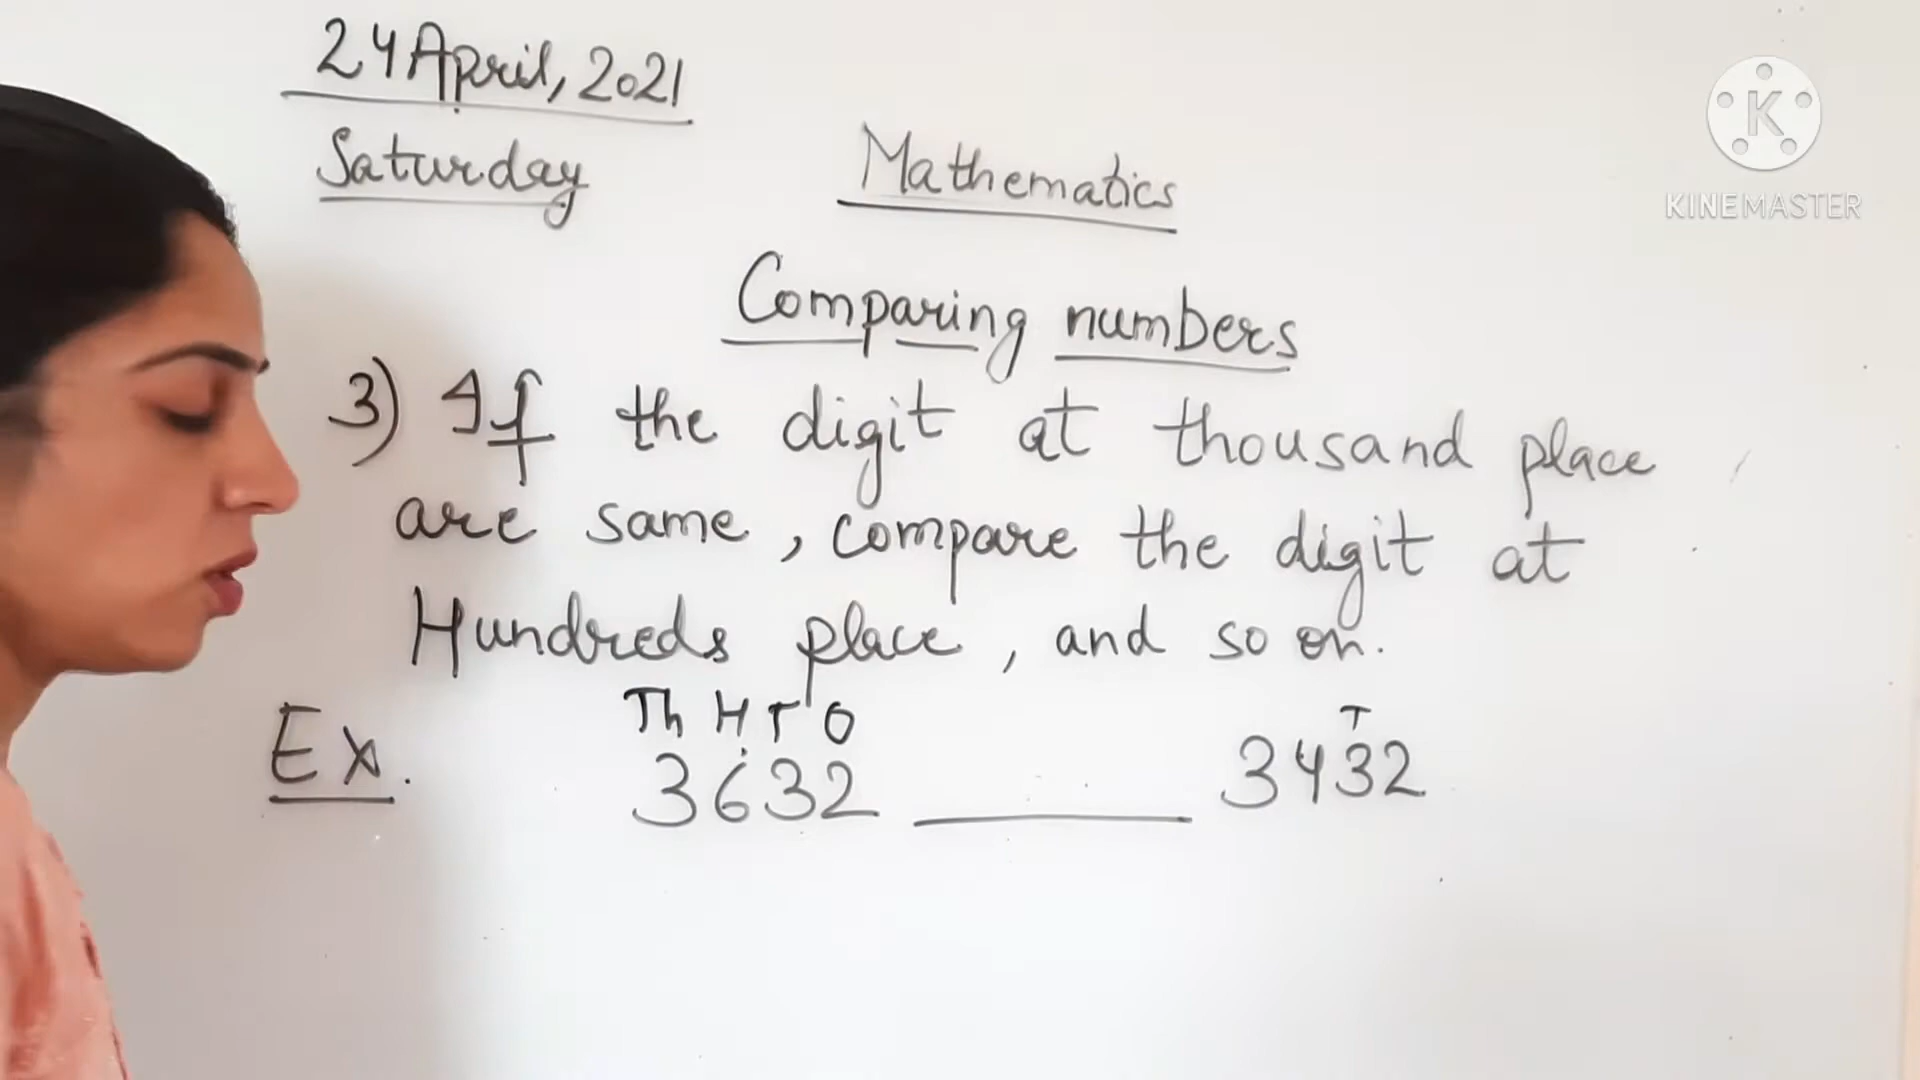 24 April, 2021
Saturday
Mathematics
K
KINEMASTER
Comparing numbers
3) If the digit at thousand place
are same, compare the digit at
Hundreds place, and so on.
Th H T O T
Ex. 3632 ______ 3432